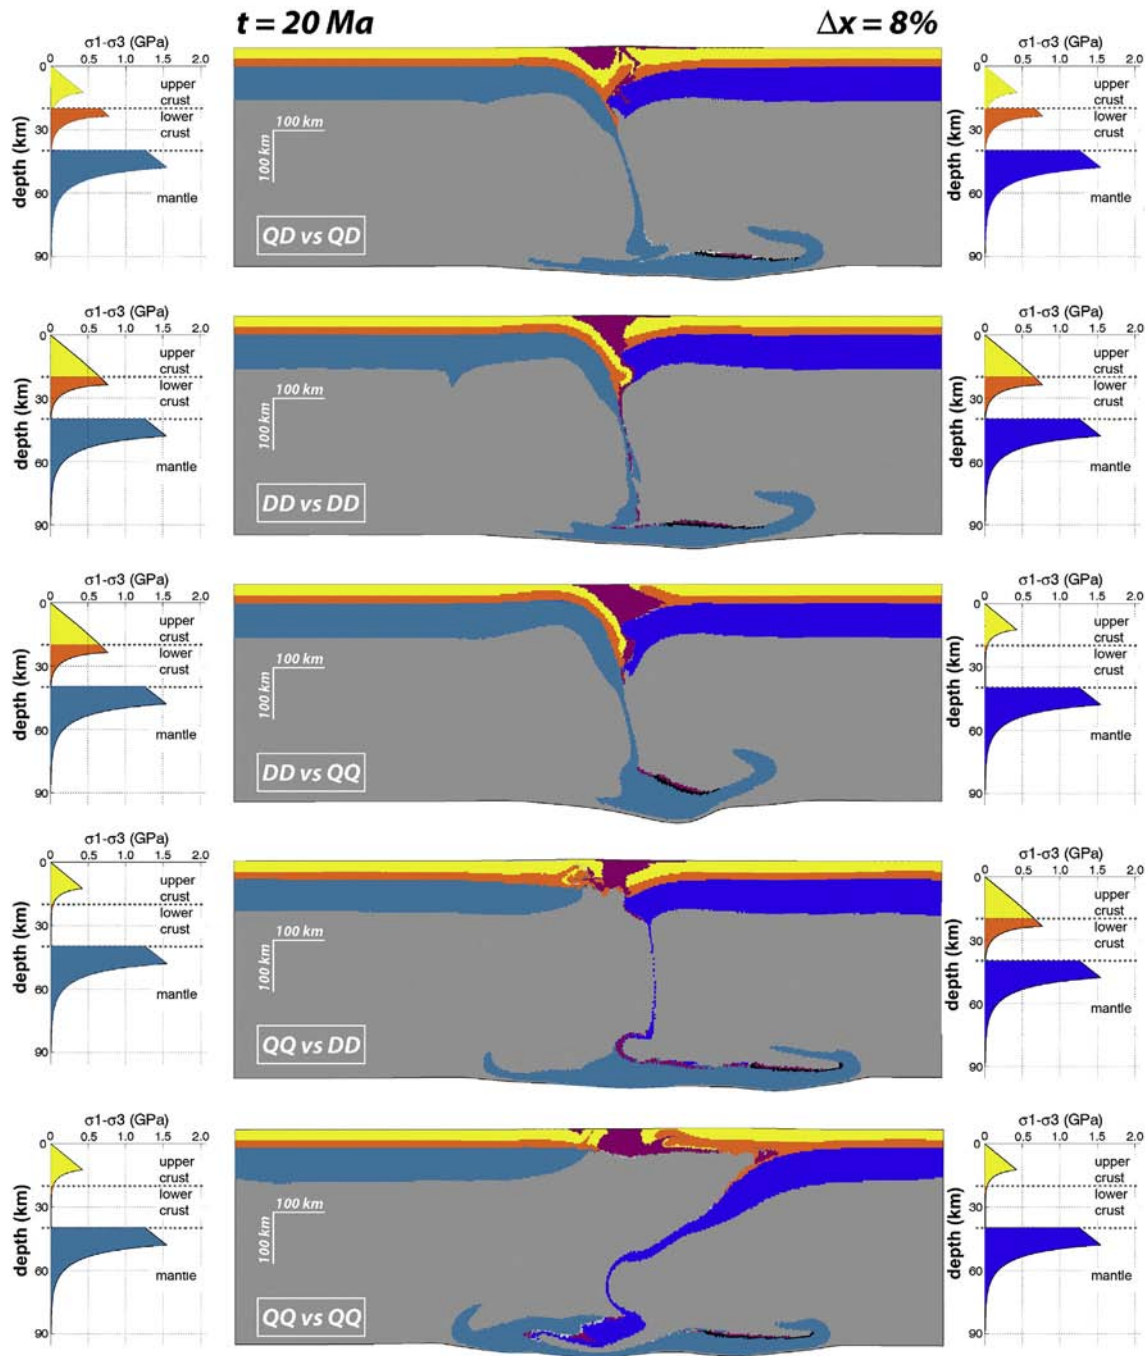 t = 20 Ma
Δx = 8%
σ1-σ3 (GPa)
0 0.5 1.0 1.5 2.0
depth (km)
0
30
60
90
upper
crust
lower
crust
mantle
100 km
100 km
QD vs QD
σ1-σ3 (GPa)
0 0.5 1.0 1.5 2.0
depth (km)
0
30
60
90
upper
crust
lower
crust
mantle
σ1-σ3 (GPa)
0 0.5 1.0 1.5 2.0
depth (km)
0
30
60
90
upper
crust
lower
crust
mantle
100 km
100 km
DD vs DD
σ1-σ3 (GPa)
0 0.5 1.0 1.5 2.0
depth (km)
0
30
60
90
upper
crust
lower
crust
mantle
σ1-σ3 (GPa)
0 0.5 1.0 1.5 2.0
depth (km)
0
30
60
90
upper
crust
lower
crust
mantle
100 km
100 km
DD vs QQ
σ1-σ3 (GPa)
0 0.5 1.0 1.5 2.0
depth (km)
0
30
60
90
upper
crust
lower
crust
mantle
σ1-σ3 (GPa)
0 0.5 1.0 1.5 2.0
depth (km)
0
30
60
90
upper
crust
lower
crust
mantle
100 km
100 km
QQ vs DD
σ1-σ3 (GPa)
0 0.5 1.0 1.5 2.0
depth (km)
0
30
60
90
upper
crust
lower
crust
mantle
σ1-σ3 (GPa)
0 0.5 1.0 1.5 2.0
depth (km)
0
30
60
90
upper
crust
lower
crust
mantle
100 km
100 km
QQ vs QQ
σ1-σ3 (GPa)
0 0.5 1.0 1.5 2.0
depth (km)
0
30
60
90
upper
crust
lower
crust
mantle